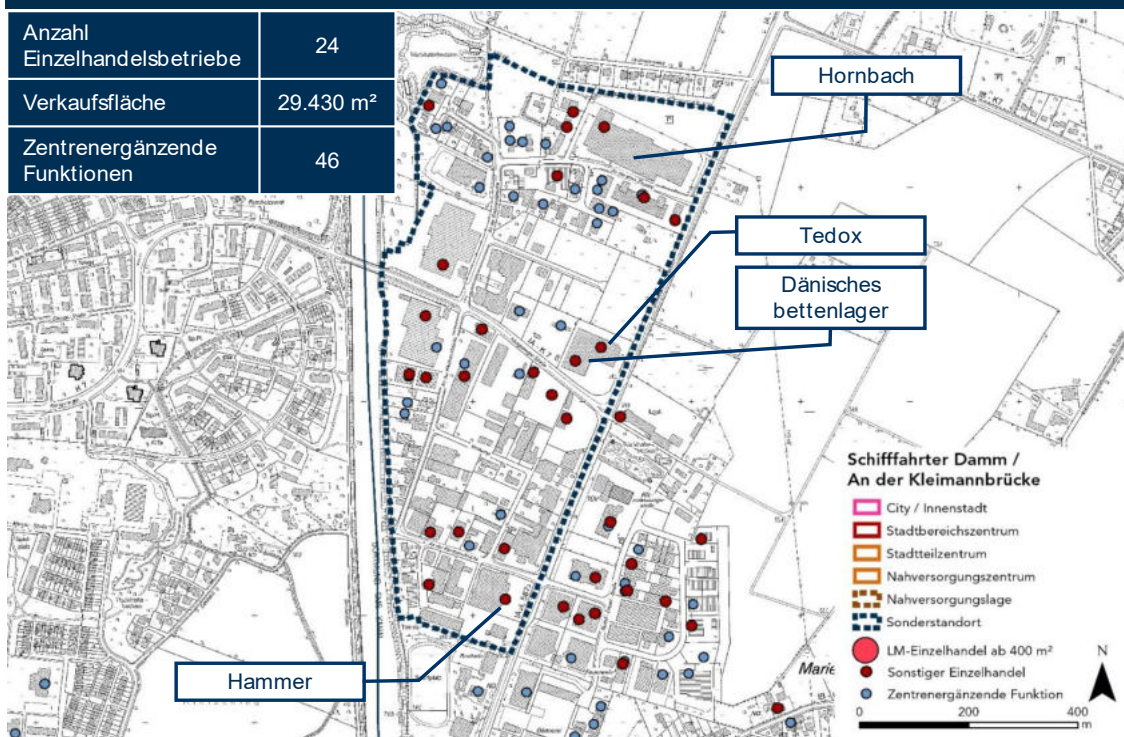 Anzahl
Einzelhandelsbetriebe
24
Verkaufsfläche
29.430 m²
Zentrenergänzende
Funktionen
46
Hornbach
Tedox
Dänisches
bettenlager
Hammer
Marie
Schifffahrter Damm /
An der Kleimannbrücke
City / Innenstadt
Stadtbereichszentrum
Stadtteilzentrum
Nahversorgungszentrum
Nahversorgungslage
Sonderstandort
LM-Einzelhandel ab 400 m²
Sonstiger Einzelhandel
Zentrenergänzende Funktion
N
0 200 400
m